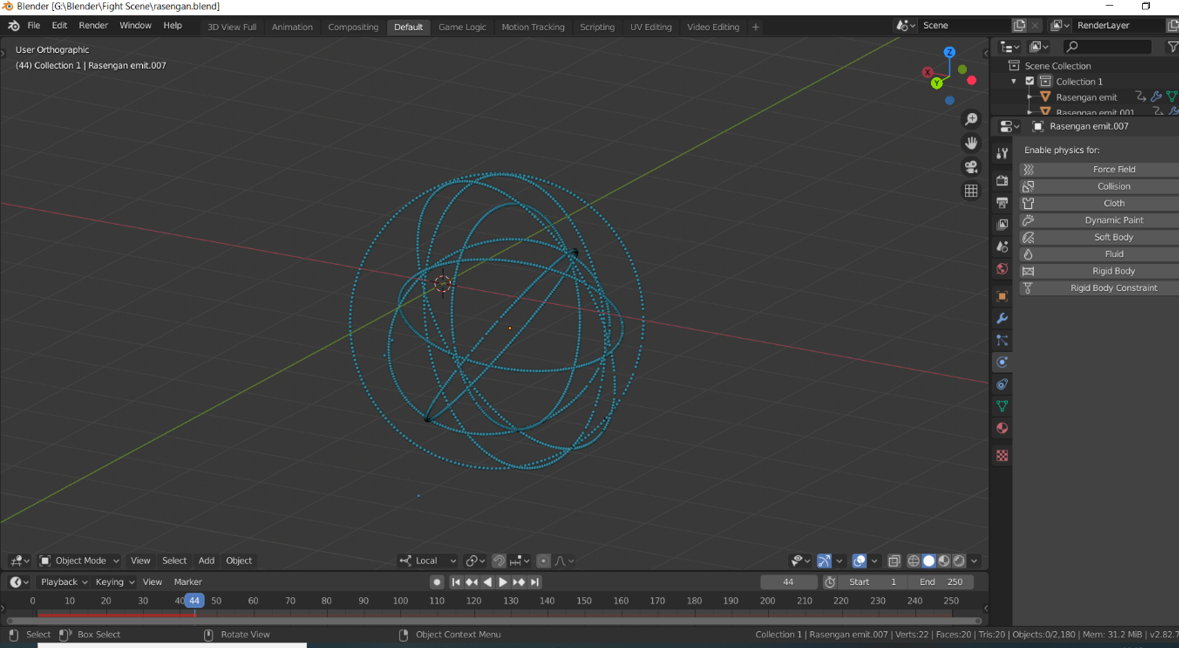 Blender [G:\Blender\Fight Scene\rasengan.blend]
File Edit Render Window Help 3D View Full Animation Compositing Default Game Logic Motion Tracking Scripting UV Editing Video Editing + Scene RenderLayer
User Orthographic
(44) Collection 1 | Rasengan emit.007
Z
X
Y
Scene Collection
Collection 1
Rasengan emit
Rasengan emit.001
Rasengan emit.007
Enable physics for:
Force Field
Collision
Cloth
Dynamic Paint
Soft Body
Fluid
Rigid Body
Rigid Body Constraint
Object Mode View Select Add Object Local
Playback Keying View Marker 44 Start 1 End 250
0 10 20 30 40 44 50 60 70 80 90 100 110 120 130 140 150 160 170 180 190 200 210 220 230 240 250
Select Box Select Rotate View Object Context Menu Collection 1 | Rasengan emit.007 | Verts:22 | Faces:20 | Tris:20 | Objects:0/2,180 | Mem: 31.2 MiB | v2.82.7